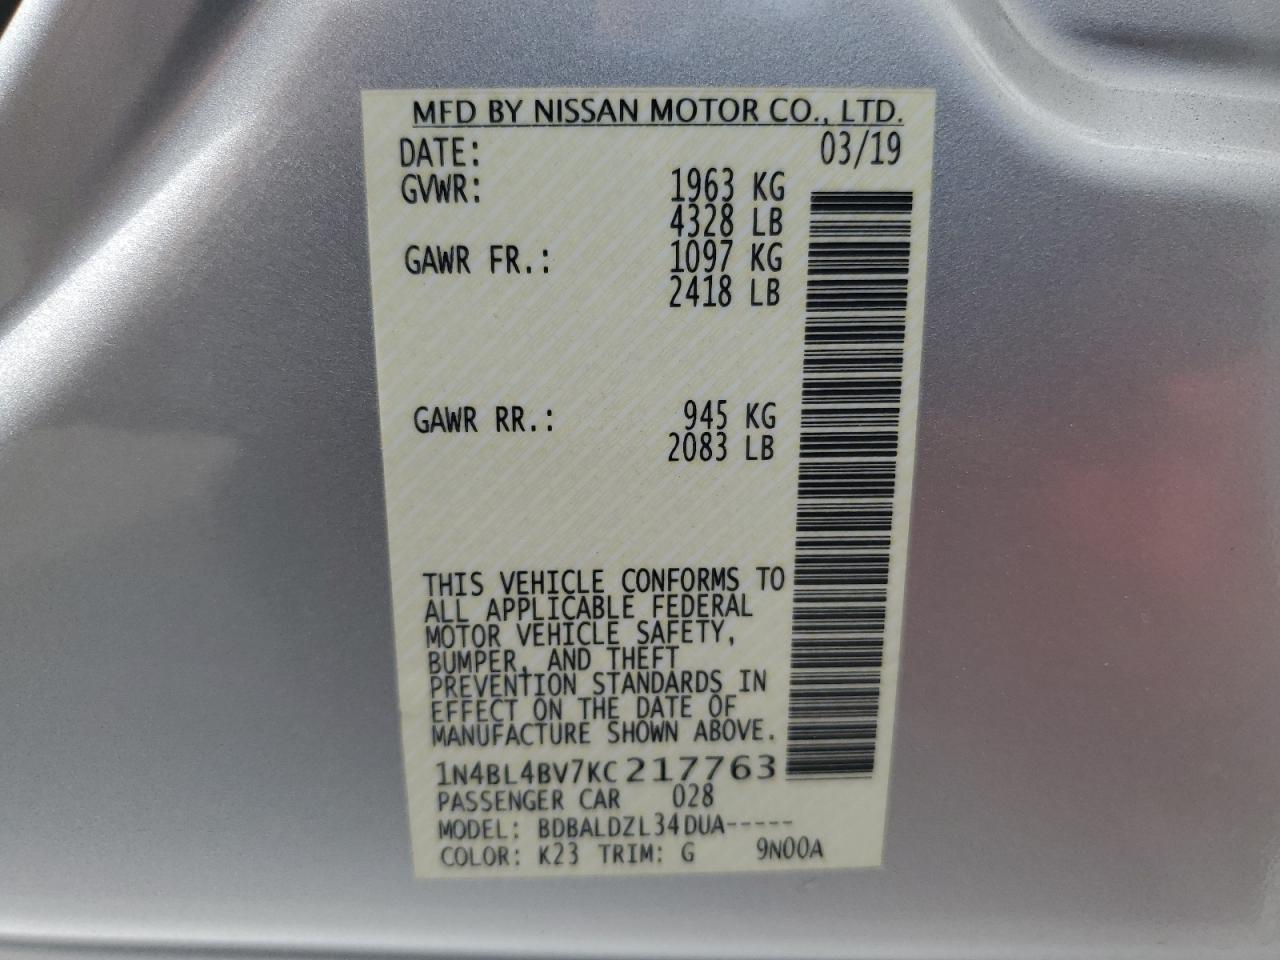 MFD BY NISSAN MOTOR CO., LTD.
DATE: 03/19
GVWR: 1963 KG
4328 LB
GAWR FR.: 1097 KG
2418 LB
GAWR RR.: 945 KG
2083 LB
THIS VEHICLE CONFORMS TO
ALL APPLICABLE FEDERAL
MOTOR VEHICLE SAFETY,
BUMPER, AND THEFT
PREVENTION STANDARDS IN
EFFECT ON THE DATE OF
MANUFACTURE SHOWN ABOVE.
1N4BL4BV7KC217763
PASSENGER CAR 028
MODEL: BDBALDZL34DUA-----
COLOR: K23 TRIM: G 9N00A